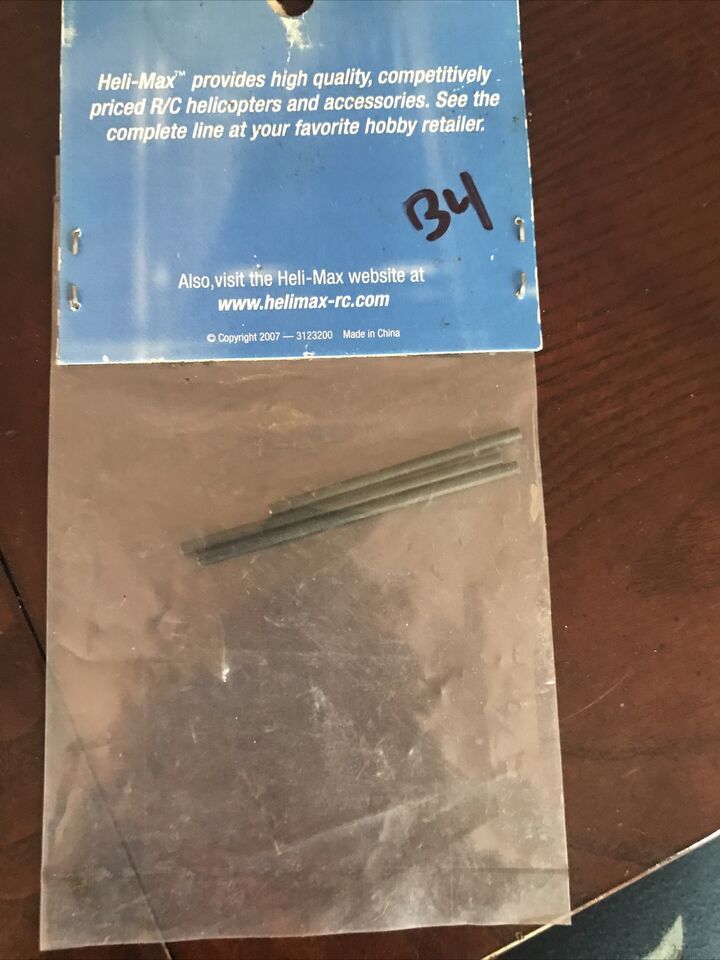 Heli-Max™ provides high quality, competitively
priced R/C helicopters and accessories. See the
complete line at your favorite hobby retailer.
B4
Also,visit the Heli-Max website at
www.helimax-rc.com
© Copyright 2007 — 3123200 Made in China